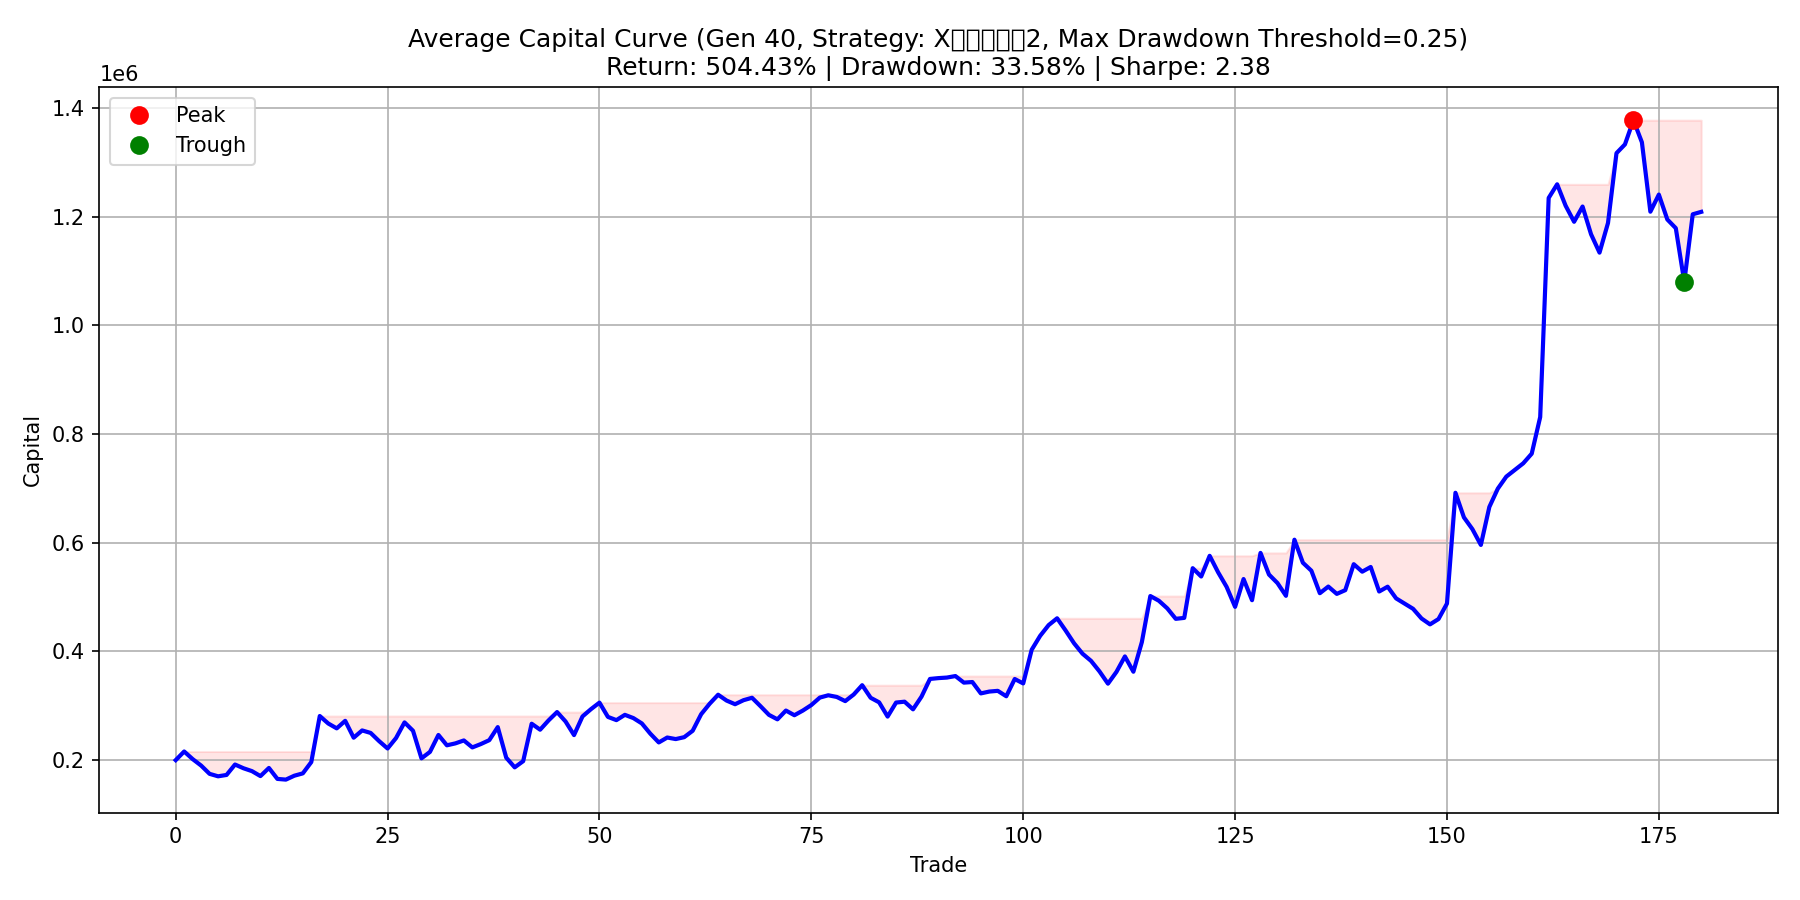 Average Capital Curve (Gen 40, Strategy: X□□□□□2, Max Drawdown Threshold=0.25)
Return: 504.43% | Drawdown: 33.58% | Sharpe: 2.38
1e6
Peak
Trough
1.4
1.2
1.0
0.8
0.6
0.4
0.2
Capital
0 25 50 75 100 125 150 175
Trade